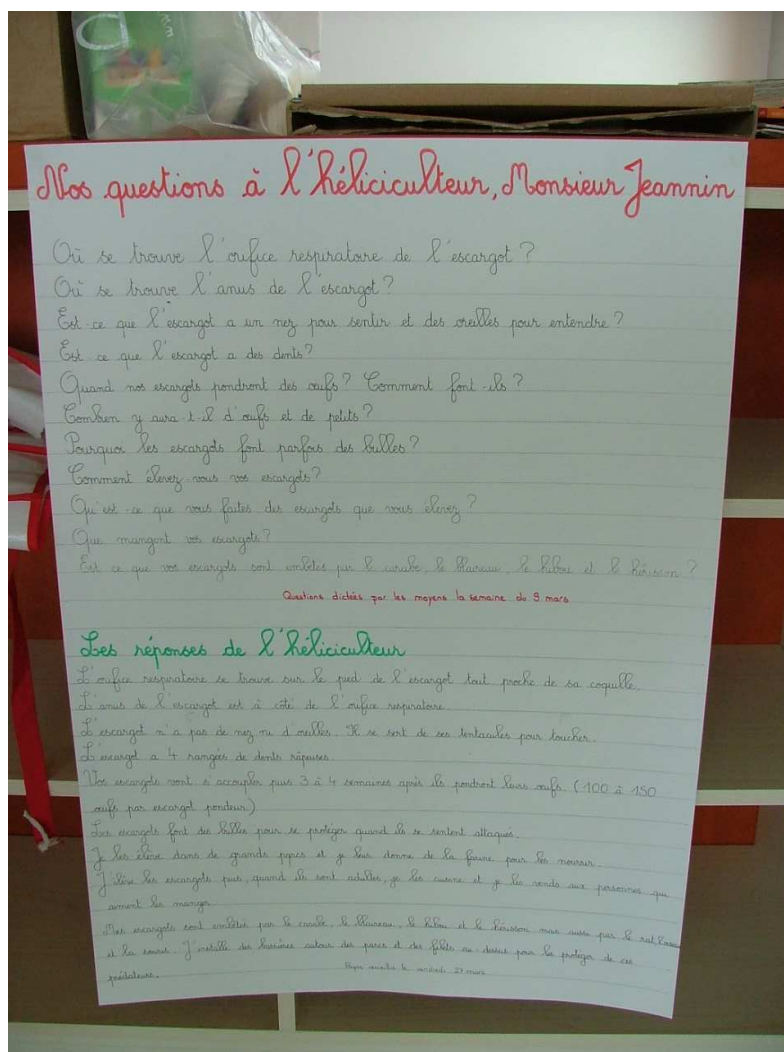 Nos questions à l'héliciculteur, Monsieur Jeannin
Où se trouve l'orifice respiratoire de l'escargot ?
Où se trouve l'anus de l'escargot ?
Est-ce que l'escargot a un nez pour sentir et des oreilles pour entendre ?
Est ce que l'escargot a des dents ?
Quand nos escargots pondront des œufs ? Comment font-ils ?
Combien y aura-t-il d'œufs et de petits ?
Pourquoi les escargots font parfois des bulles ?
Comment élevez-vous vos escargots ?
Qu'est-ce que vous faites des escargots que vous élevez ?
Que mangent vos escargots ?
Est ce que vos escargots sont embêtés par le carabe, le blaireau, le hibou et le hérisson ?
Questions dictées par les moyens la semaine du 9 mars
Les réponses de l'héliciculteur
L'orifice respiratoire se trouve sur le pied de l'escargot tout proche de sa coquille.
L'anus de l'escargot est à côté de l'orifice respiratoire.
L'escargot n'a pas de nez ni d'oreilles. Il se sert de ses tentacules pour toucher.
L'escargot a 4 rangées de dents râpeuses.
Vos escargots vont s'accoupler puis 3 à 4 semaines après ils pondront leurs œufs. (100 à 150
œufs par escargot pondeur)
Les escargots font des bulles pour se protéger quand ils se sentent attaqués.
Je les élève dans de grands parcs et je leur donne de la farine pour les nourrir.
J'élève les escargots puis, quand ils sont adultes, je les cuisine et je les vends aux personnes qui
aiment les manger.
Mes escargots sont embêtés par le carabe, le blaireau, le hibou et le hérisson mais aussi par le rat,
et la souris. J'installe des barrières autour des parcs et des filets au-dessus pour les protéger de ces
prédateurs.
le vendredi 27 mars